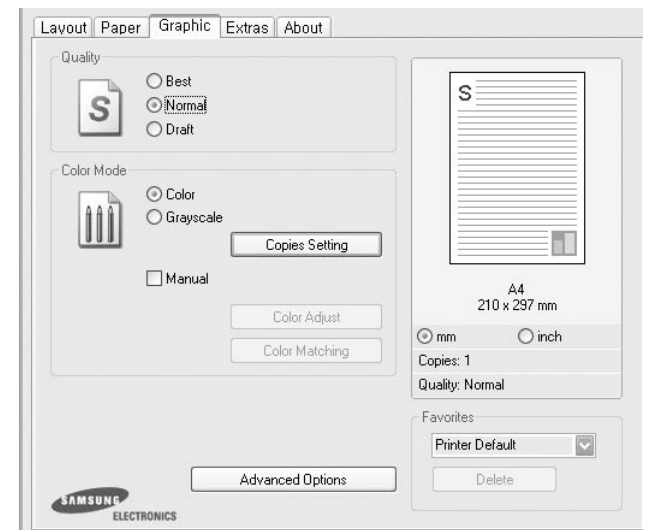 Layout Paper Graphic Extras About
Quality
S
Best
Normal
Draft
Color Mode
Color
Grayscale
Copies Setting
Manual
Color Adjust
Color Matching
S
A4
210 x 297 mm
mm inch
Copies: 1
Quality: Normal
Favorites
Printer Default
Delete
Advanced Options
SAMSUNG
ELECTRONICS